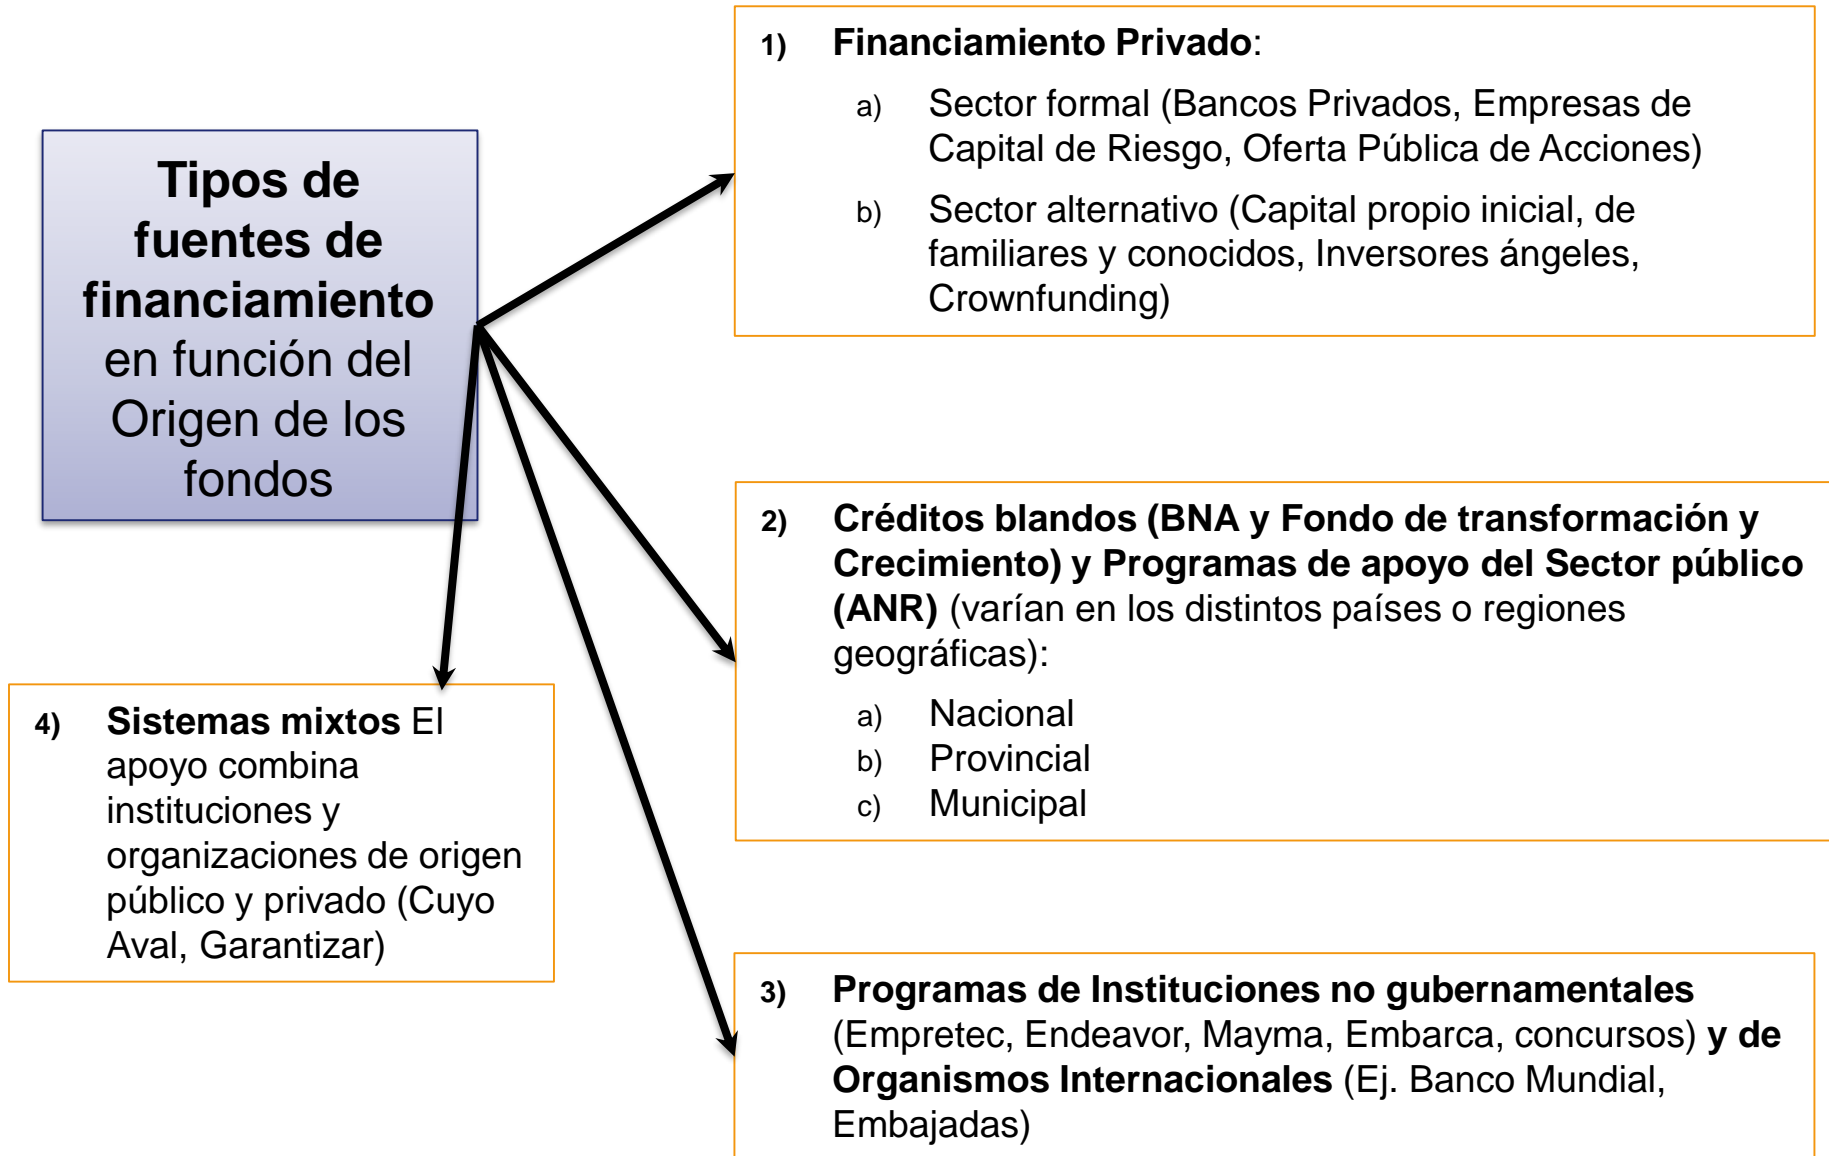 Tipos de
fuentes de
financiamiento
en función del
Origen de los
fondos
1) Financiamiento Privado:
a) Sector formal (Bancos Privados, Empresas de
Capital de Riesgo, Oferta Pública de Acciones)
b) Sector alternativo (Capital propio inicial, de
familiares y conocidos, Inversores ángeles,
Crownfunding)
2) Créditos blandos (BNA y Fondo de transformación y
Crecimiento) y Programas de apoyo del Sector público
(ANR) (varían en los distintos países o regiones
geográficas):
a) Nacional
b) Provincial
c) Municipal
3) Programas de Instituciones no gubernamentales
(Empretec, Endeavor, Mayma, Embarca, concursos) y de
Organismos Internacionales (Ej. Banco Mundial,
Embajadas)
4) Sistemas mixtos El
apoyo combina
instituciones y
organizaciones de origen
público y privado (Cuyo
Aval, Garantizar)